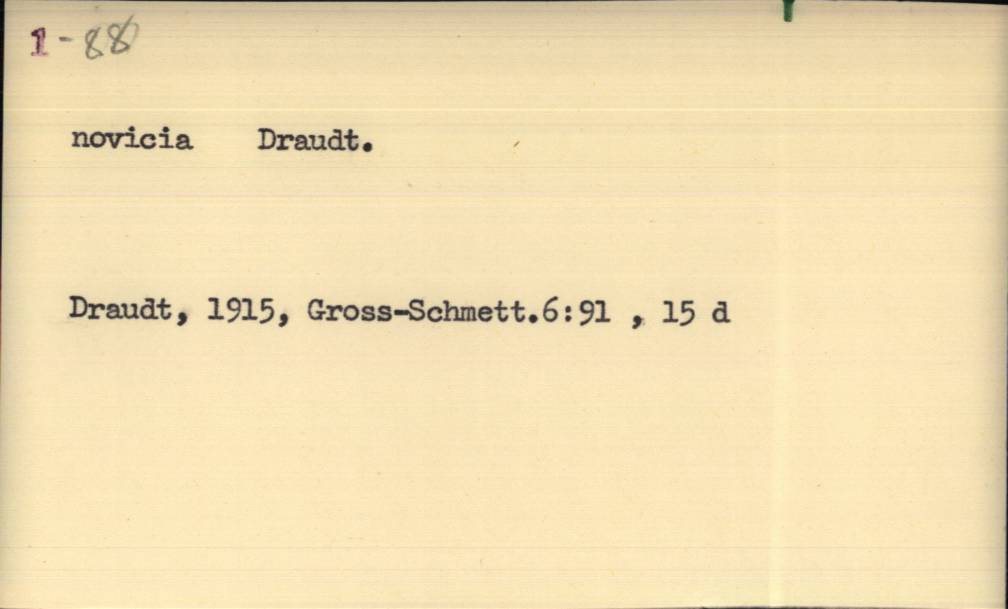 1-88
novicia Draudt.
Draudt, 1915, Gross-Schmett.6:91 , 15 d